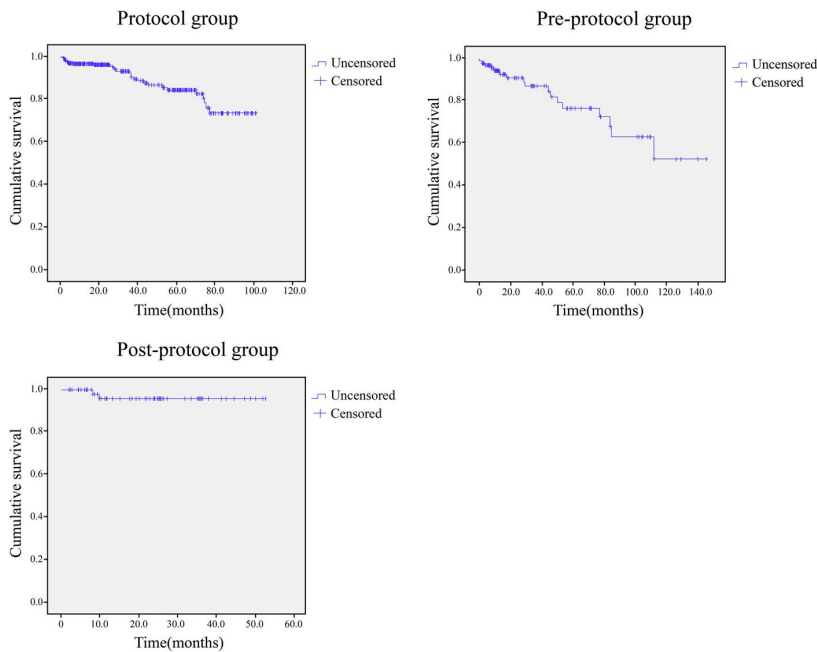 Protocol group
Pre-protocol group
1.0
0.8
0.6
0.4
0.2
0.0
Cumulative survival
0 20.0 40.0 60.0 80.0 100.0 120.0
Time(months)
Uncensored
Censored
1.0
0.8
0.6
0.4
0.2
0.0
Cumulative survival
0 20.0 40.0 60.0 80.0 100.0 120.0 140.0
Time(months)
Uncensored
Censored
Post-protocol group
1.0
0.8
0.6
0.4
0.2
0.0
Cumulative survival
0 10.0 20.0 30.0 40.0 50.0 60.0
Time(months)
Uncensored
Censored